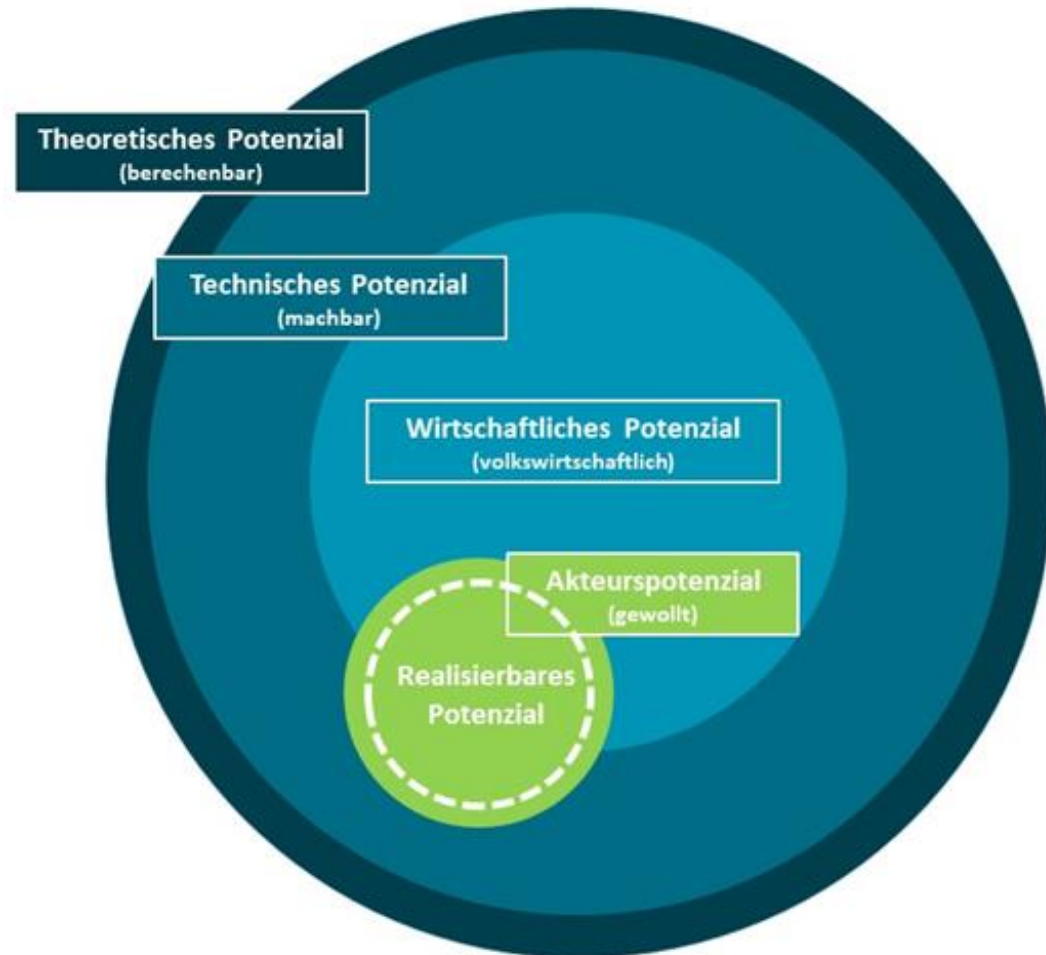 Theoretisches Potenzial
(berechenbar)
Technisches Potenzial
(machbar)
Wirtschaftliches Potenzial
(volkswirtschaftlich)
Akteurspotenzial
(gewollt)
Realisierbares
Potenzial